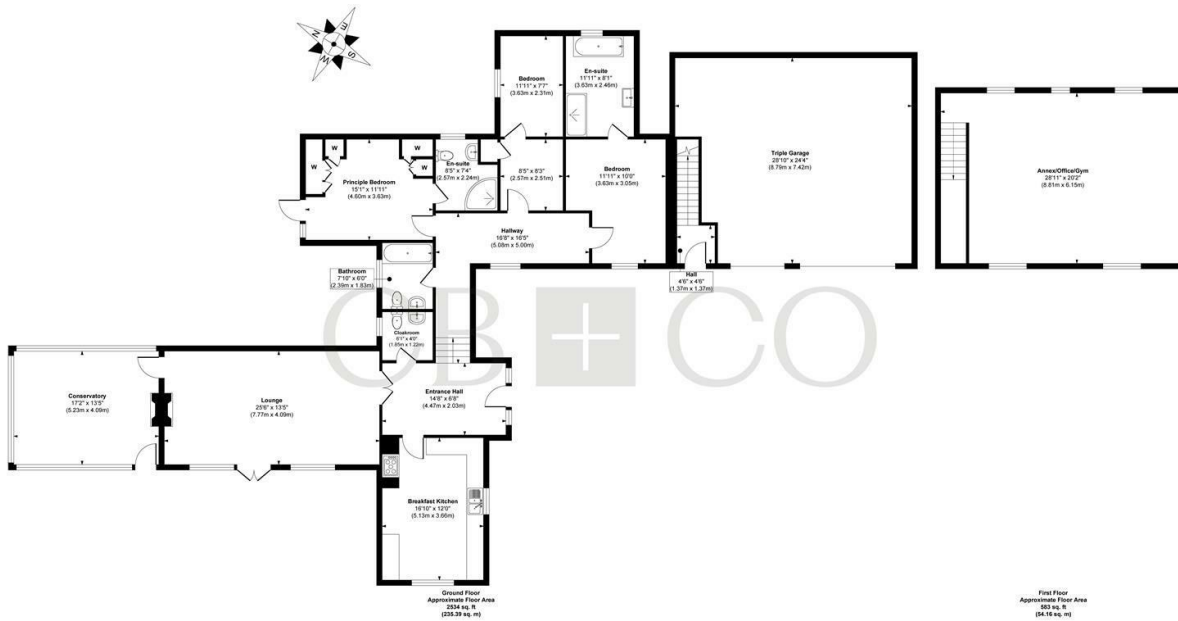 N
E
S
W
Bedroom
11'11" x 7'7"
(3.63m x 2.31m)
En-suite
11'11" x 8'1"
(3.63m x 2.46m)
Triple Garage
28'10" x 24'4"
(8.79m x 7.42m)
Annex/Office/Gym
28'11" x 20'2"
(8.81m x 6.15m)
W
W
W
W
Principle Bedroom
15'1" x 11'11"
(4.60m x 3.63m)
En-suite
8'5" x 7'4"
(2.57m x 2.24m)
8'5" x 8'3"
(2.57m x 2.51m)
Bedroom
11'11" x 10'0"
(3.63m x 3.05m)
Hallway
16'8" x 16'5"
(5.08m x 5.00m)
Bathroom
7'10" x 6'0"
(2.39m x 1.83m)
Hall
4'6" x 4'6"
(1.37m x 1.37m)
CB+CO
Cloakroom
6'1" x 4'0"
(1.85m x 1.22m)
Conservatory
17'2" x 13'5"
(5.23m x 4.09m)
Lounge
25'6" x 13'5"
(7.77m x 4.09m)
Entrance Hall
14'8" x 6'8"
(4.47m x 2.03m)
Breakfast Kitchen
16'10" x 12'0"
(5.13m x 3.66m)
Ground Floor
Approximate Floor Area
2534 sq. ft
(235.39 sq. m)
First Floor
Approximate Floor Area
583 sq. ft
(54.16 sq. m)